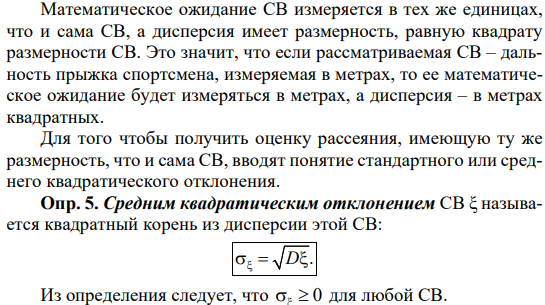 Математическое ожидание СВ измеряется в тех же единицах,
что и сама СВ, а дисперсия имеет размерность, равную квадрату
размерности СВ. Это значит, что если рассматриваемая СВ – даль-
ность прыжка спортсмена, измеряемая в метрах, то ее математиче-
ское ожидание будет измеряться в метрах, а дисперсия – в метрах
квадратных.
Для того чтобы получить оценку рассеяния, имеющую ту же
размерность, что и сама СВ, вводят понятие стандартного или сред-
него квадратического отклонения.
Опр. 5. Средним квадратическим отклонением СВ ξ называ-
ется квадратный корень из дисперсии этой СВ:
σ_ξ = √Dξ.
Из определения следует, что σ_ξ ≥ 0 для любой СВ.